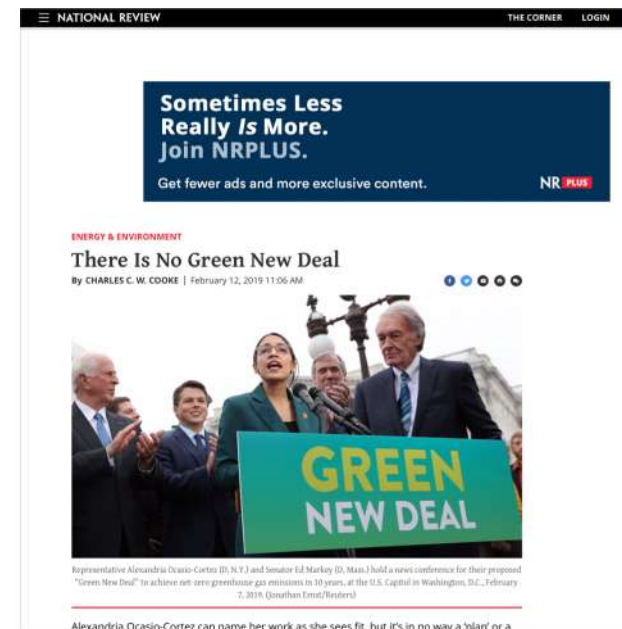 NATIONAL REVIEW
THE CORNER LOGIN
Sometimes Less
Really Is More.
Join NRPLUS.
Get fewer ads and more exclusive content.
NR PLUS
ENERGY & ENVIRONMENT
There Is No Green New Deal
By CHARLES C. W. COOKE | February 12, 2019 11:06 AM
GREEN
NEW DEAL
Representative Alexandria Ocasio-Cortez (D, N.Y.) and Senator Ed Markey (D, Mass.) hold a news conference for their proposed
"Green New Deal" to achieve net-zero greenhouse gas emissions in 10 years, at the U.S. Capitol in Washington, D.C., February
7, 2019. (Jonathan Ernst/Reuters)
Alexandria Ocasio-Cortez can name her work as she sees fit, but it's in no way a 'plan' or a